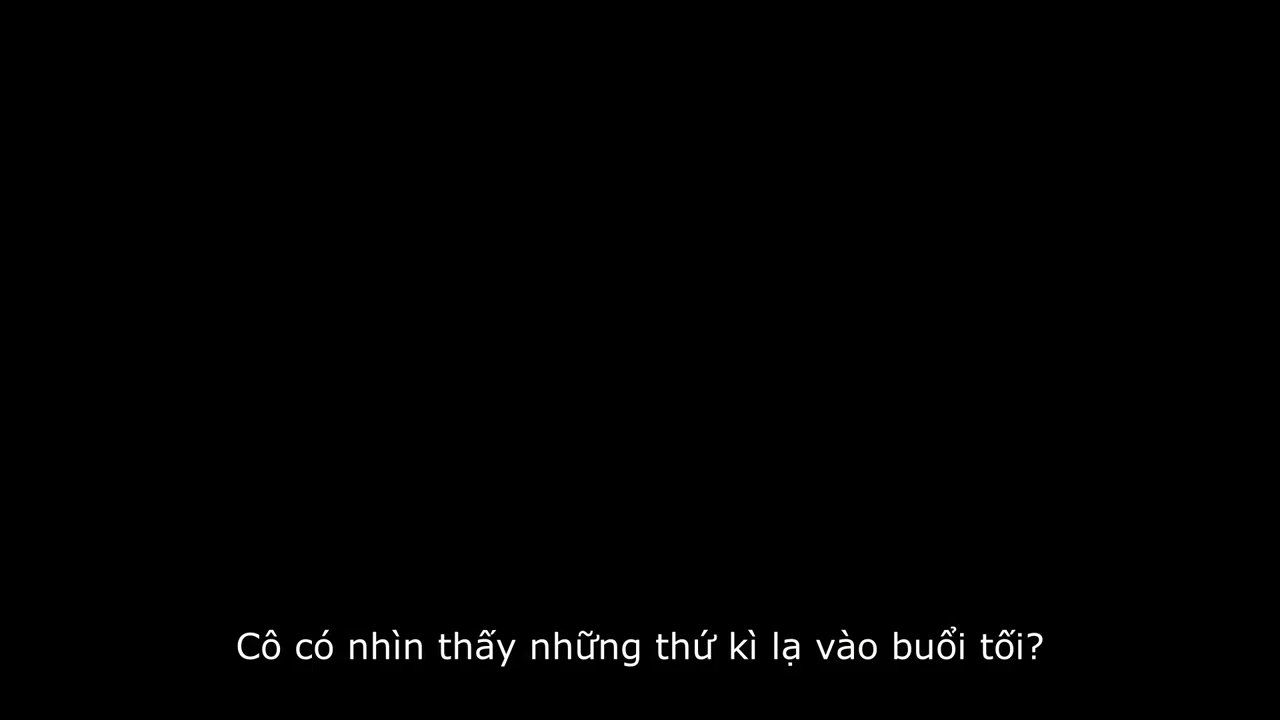 Cô có nhìn thấy những thứ kì lạ vào buổi tối?